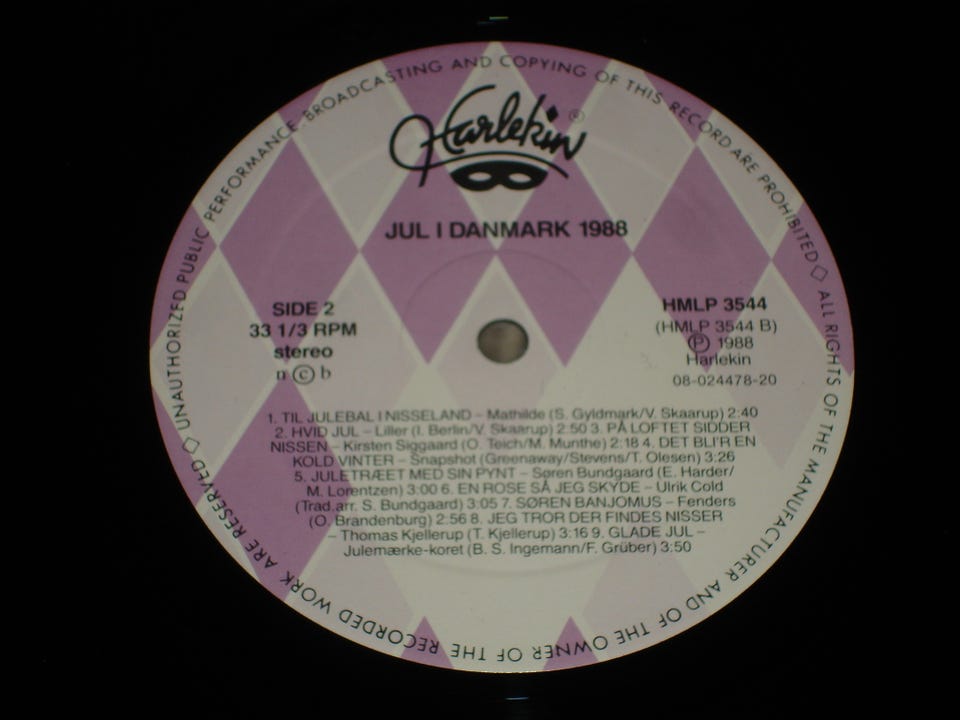 UNAUTHORIZED PUBLIC PERFORMANCE, BROADCASTING AND COPYING OF THIS RECORD ARE PROHIBITED ◇ ALL RIGHTS OF THE MANUFACTURER AND OF THE OWNER OF THE RECORDED WORK ARE RESERVED ◇
Harlekin ©
JUL I DANMARK 1988
SIDE 2
33 1/3 RPM
stereo
n © b
HMLP 3544
(HMLP 3544 B)
Ⓟ 1988
Harlekin
08-024478-20
1. TIL JULEBAL I NISSELAND – Mathilde (S. Gyldmark/V. Skaarup) 2:40
2. HVID JUL – Liller (I. Berlin/V. Skaarup) 2:50 3. PÅ LOFTET SIDDER
NISSEN – Kirsten Siggaard (O. Teich/M. Munthe) 2:18 4. DET BLI'R EN
KOLD VINTER – Snapshot (Greenaway/Stevens/T. Olesen) 3:26
5. JULETRÆET MED SIN PYNT – Søren Bundgaard (E. Harder/
M. Lorentzen) 3:00 6. EN ROSE SÅ JEG SKYDE – Ulrik Cold
(Trad.arr. S. Bundgaard) 3:05 7. SØREN BANJOMUS – Fenders
(O. Brandenburg) 2:56 8. JEG TROR DER FINDES NISSER
– Thomas Kjellerup (T. Kjellerup) 3:16 9. GLADE JUL –
Julemærke-koret (B. S. Ingemann/F. Grüber) 3:50